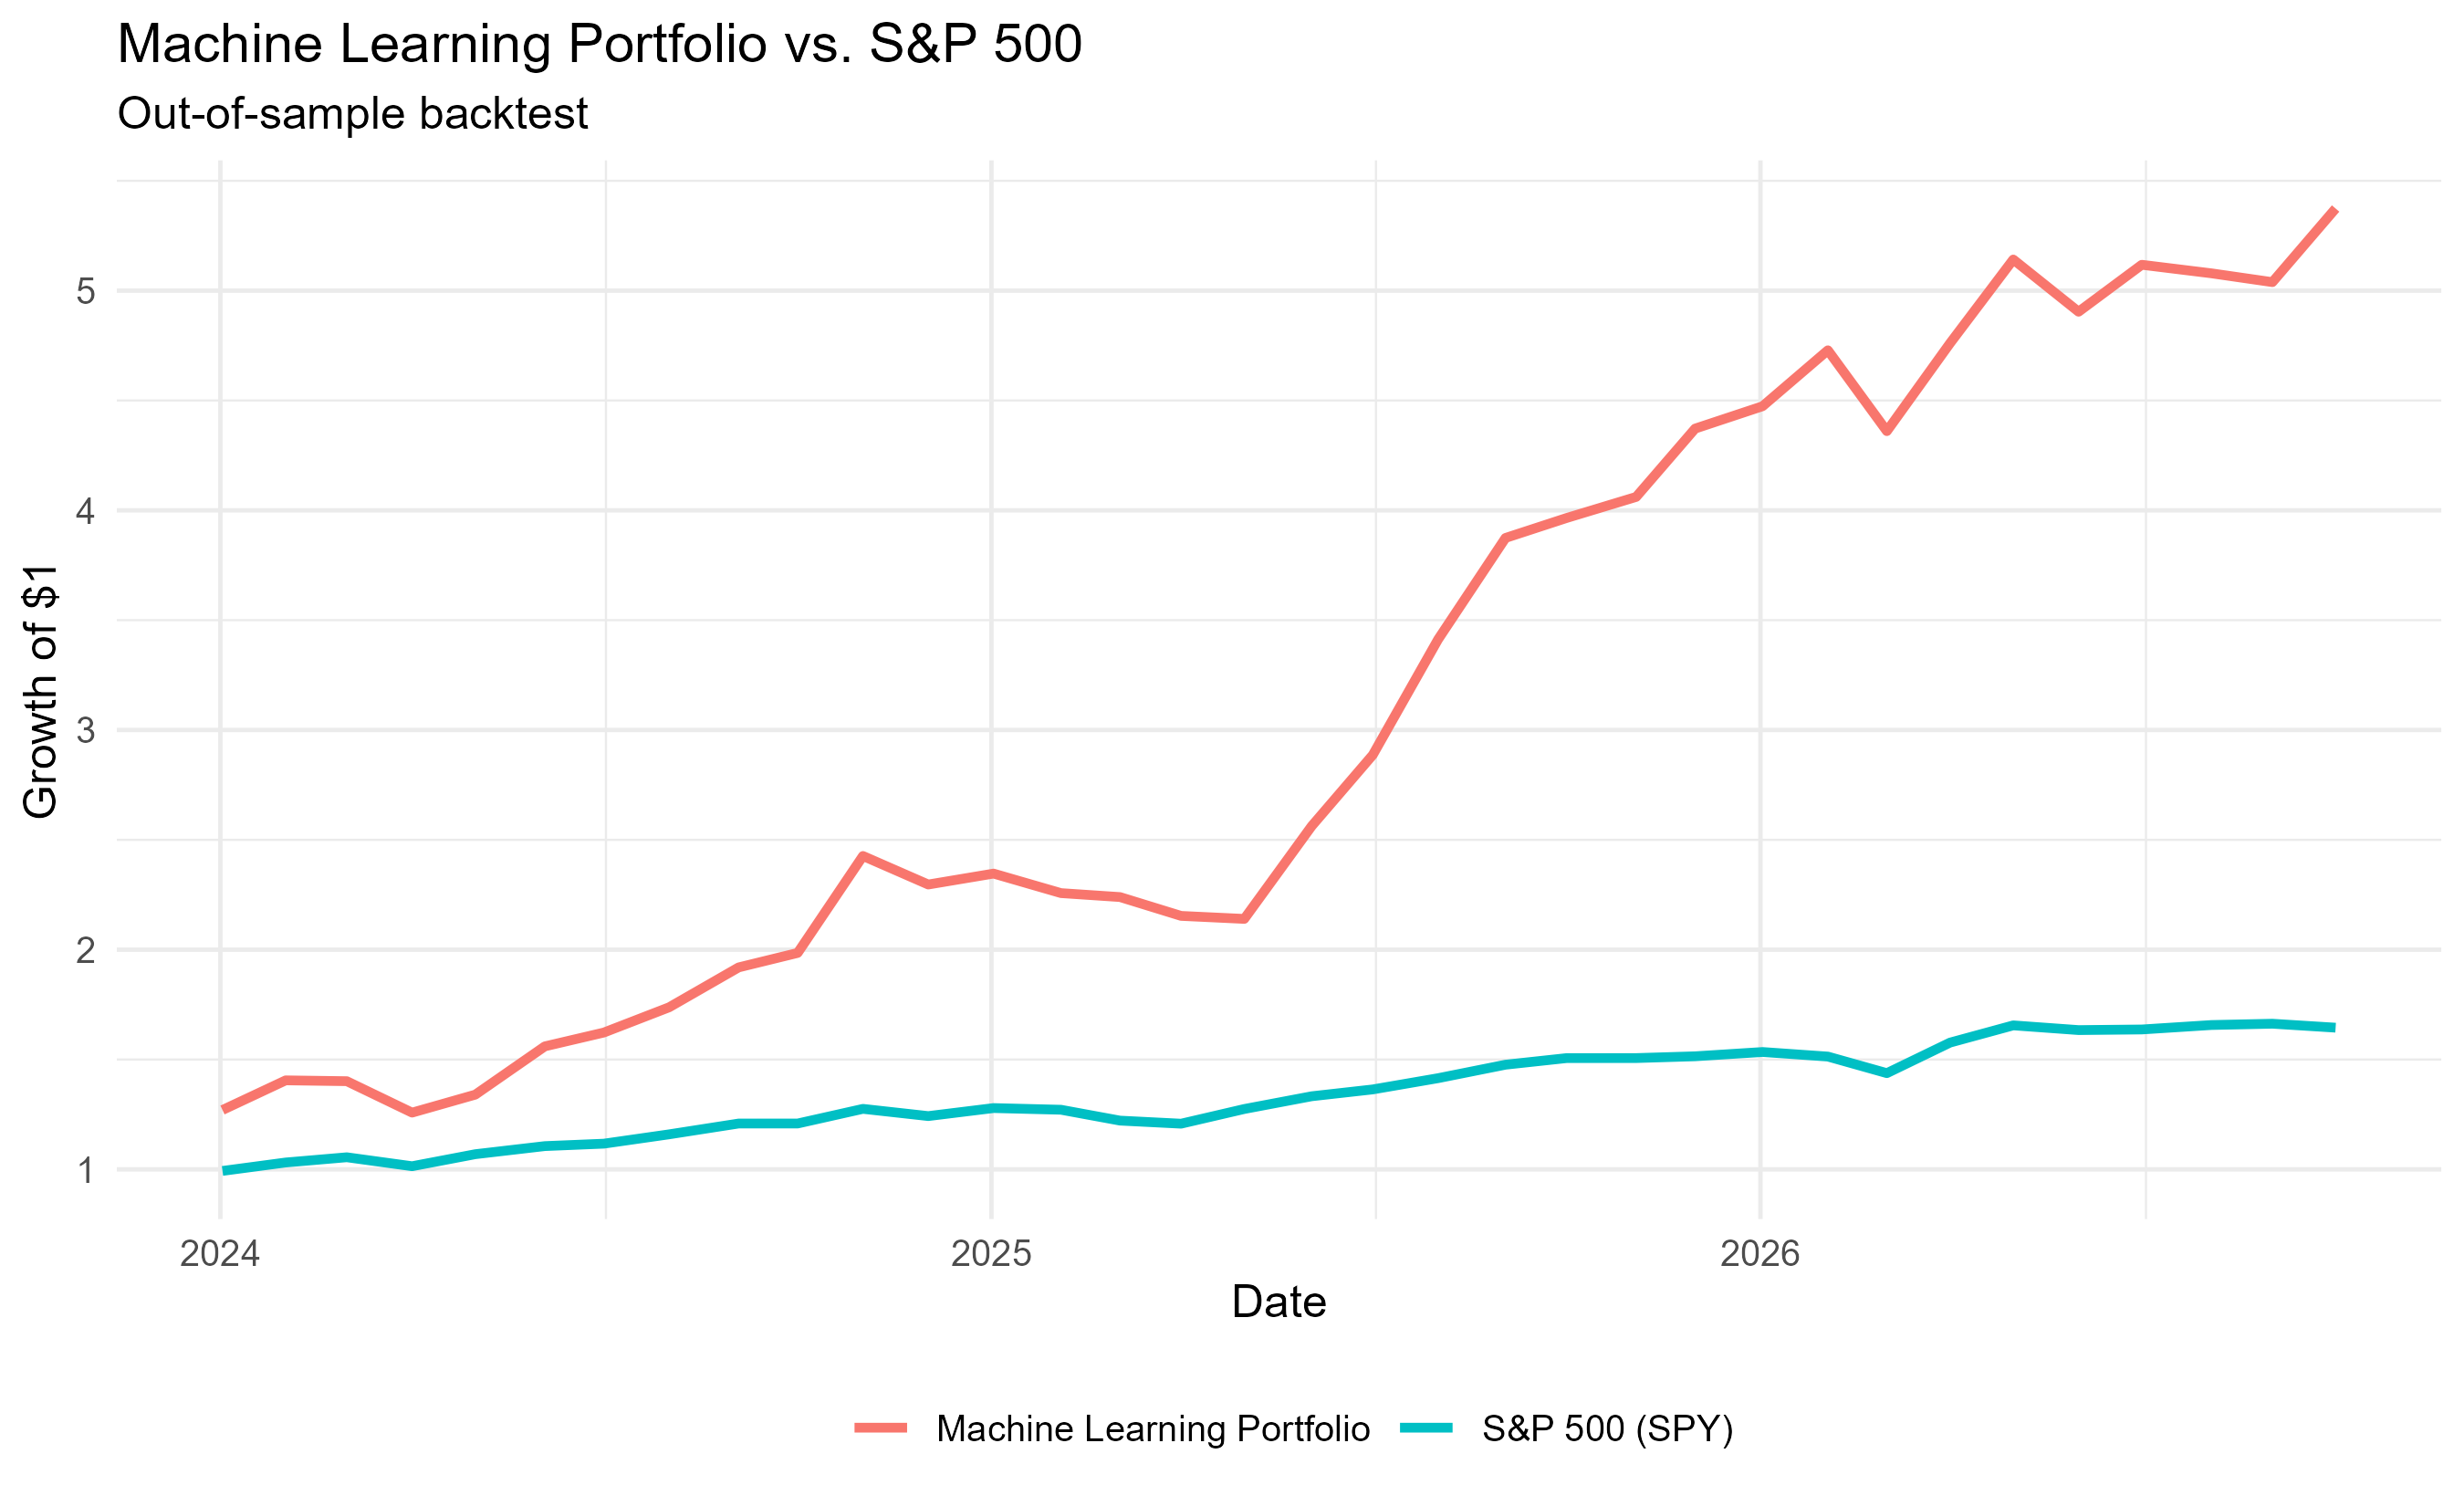 Machine Learning Portfolio vs. S&P 500
Out-of-sample backtest
Growth of $1
5
4
3
2
1
2024 2025 2026
Date
Machine Learning Portfolio S&P 500 (SPY)